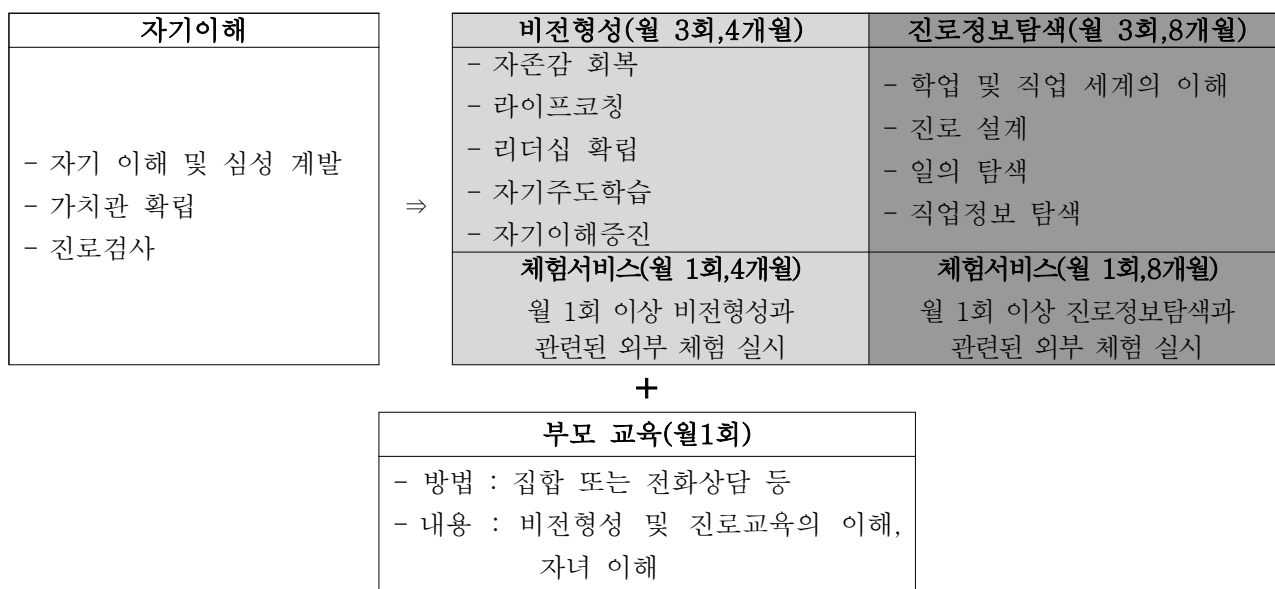 자기이해
- 자기 이해 및 심성 계발
- 가치관 확립
- 진로검사
⇒
비전형성(월 3회,4개월)
- 자존감 회복
- 라이프코칭
- 리더십 확립
- 자기주도학습
- 자기이해증진
체험서비스(월 1회,4개월)
월 1회 이상 비전형성과
관련된 외부 체험 실시
진로정보탐색(월 3회,8개월)
- 학업 및 직업 세계의 이해
- 진로 설계
- 일의 탐색
- 직업정보 탐색
체험서비스(월 1회,8개월)
월 1회 이상 진로정보탐색과
관련된 외부 체험 실시
+
부모 교육(월1회)
- 방법 : 집합 또는 전화상담 등
- 내용 : 비전형성 및 진로교육의 이해,
자녀 이해